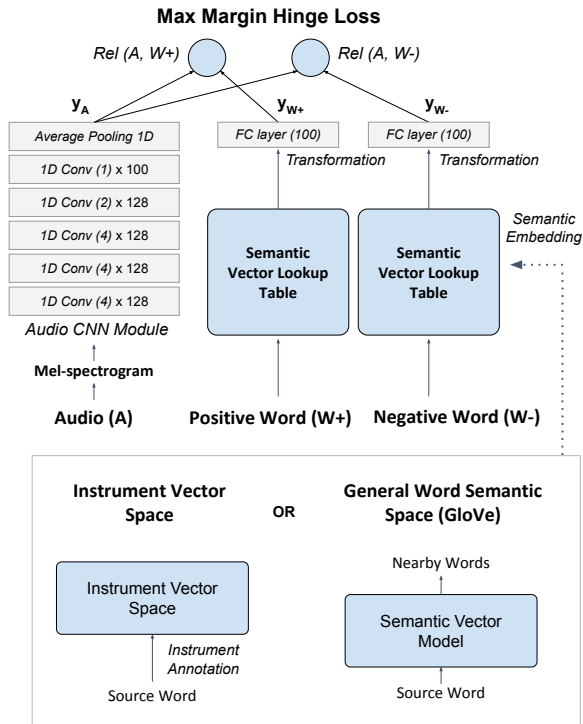 Max Margin Hinge Loss
Rel (A, W+)
Rel (A, W-)
y_A
y_W+
y_W-
Average Pooling 1D
FC layer (100)
FC layer (100)
1D Conv (1) x 100
Transformation
Transformation
1D Conv (2) x 128
1D Conv (4) x 128
1D Conv (4) x 128
1D Conv (4) x 128
Audio CNN Module
Semantic
Vector Lookup
Table
Semantic
Vector Lookup
Table
Semantic
Embedding
Mel-spectrogram
Audio (A)
Positive Word (W+)
Negative Word (W-)
Instrument Vector
Space
OR
General Word Semantic
Space (GloVe)
Instrument Vector
Space
Instrument
Annotation
Source Word
Nearby Words
Semantic Vector
Model
Source Word